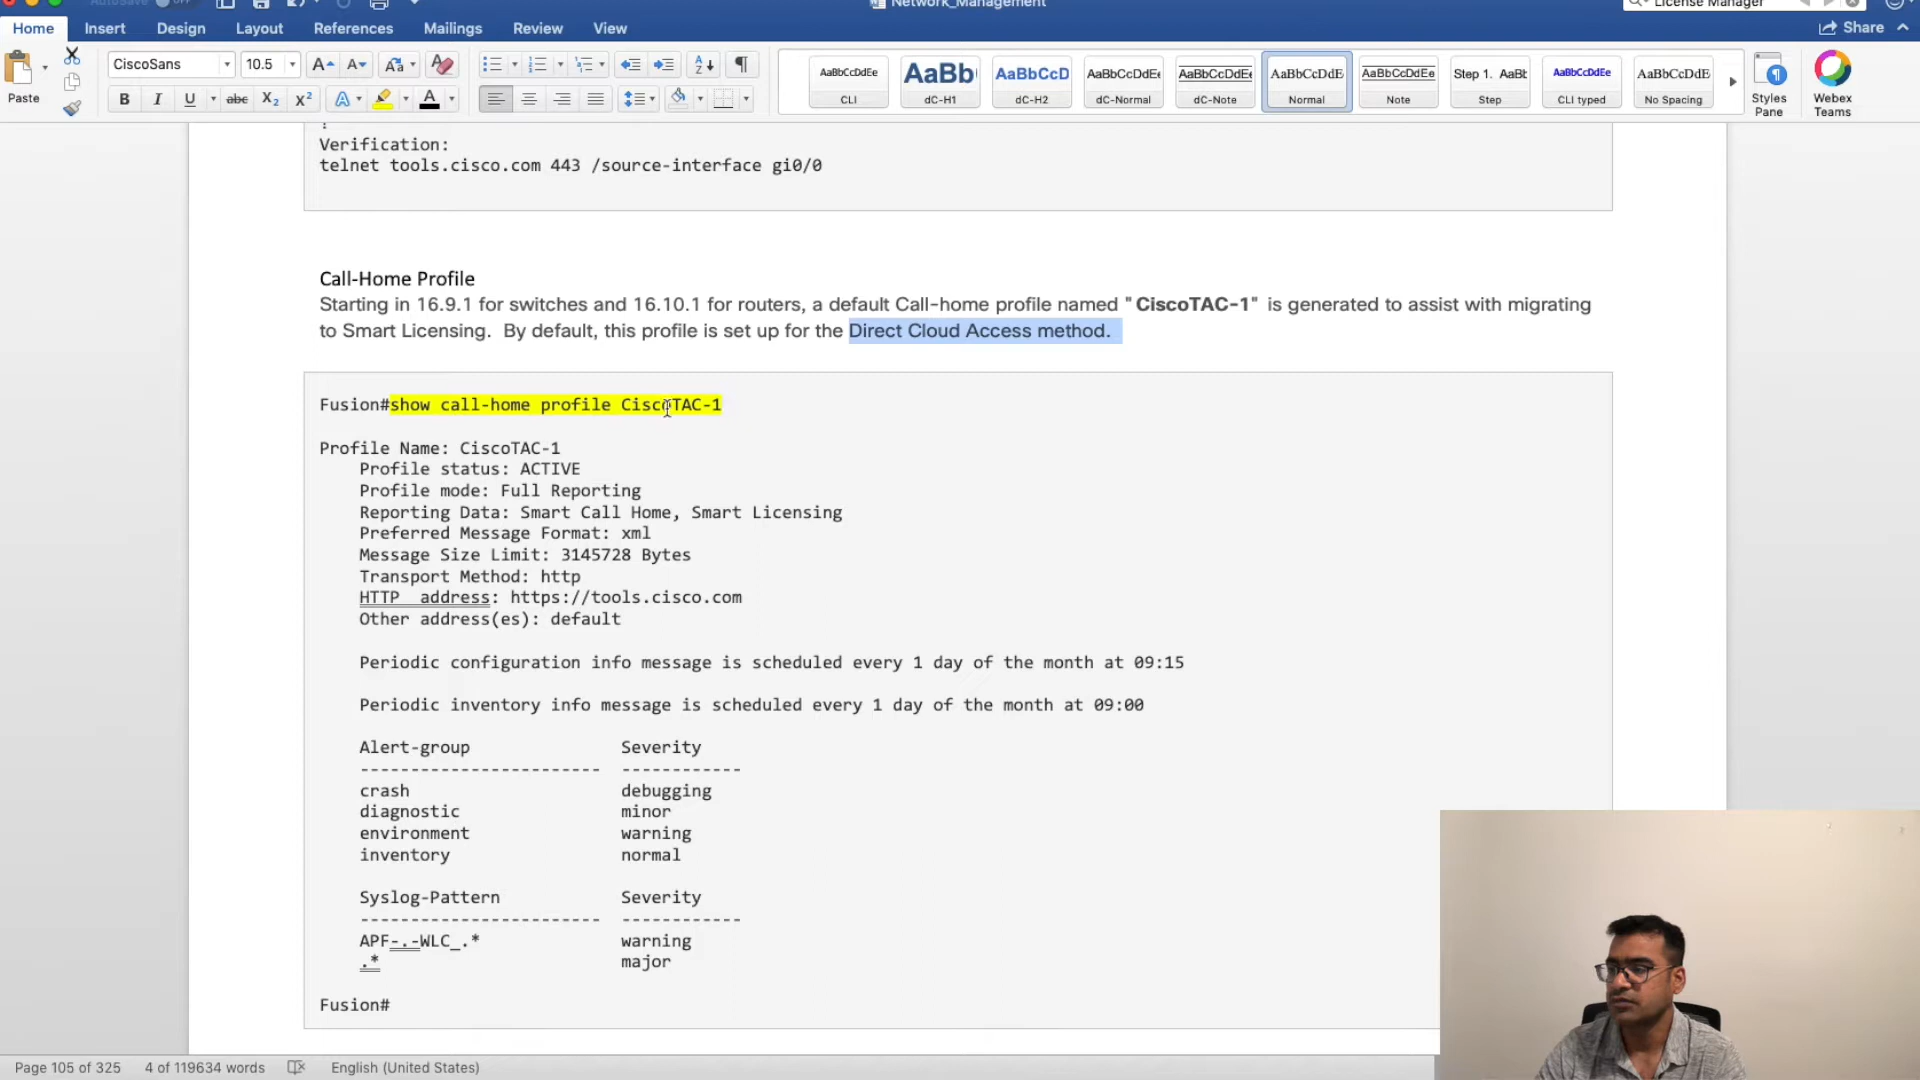 AutoSave OFF
Network_Management
License Manager
Home Insert Design Layout References Mailings Review View
Share
Paste
CiscoSans 10.5
AaBbCcDdEe CLI
AaBb dC-H1
AaBbCcD dC-H2
AaBbCcDdEe dC-Normal
AaBbCcDdEe dC-Note
AaBbCcDdE Normal
AaBbCcDdEe Note
Step 1. AaBb Step
AaBbCcDdEe CLI typed
AaBbCcDdE No Spacing
Styles Pane
Webex Teams
!
Verification:
telnet tools.cisco.com 443 /source-interface gi0/0
Call-Home Profile
Starting in 16.9.1 for switches and 16.10.1 for routers, a default Call-home profile named "CiscoTAC-1" is generated to assist with migrating
to Smart Licensing. By default, this profile is set up for the Direct Cloud Access method.
Fusion#show call-home profile CiscoTAC-1
Profile Name: CiscoTAC-1
Profile status: ACTIVE
Profile mode: Full Reporting
Reporting Data: Smart Call Home, Smart Licensing
Preferred Message Format: xml
Message Size Limit: 3145728 Bytes
Transport Method: http
HTTP  address: https://tools.cisco.com
Other address(es): default
Periodic configuration info message is scheduled every 1 day of the month at 09:15
Periodic inventory info message is scheduled every 1 day of the month at 09:00
Alert-group Severity
------------------------ ------------
crash debugging
diagnostic minor
environment warning
inventory normal
Syslog-Pattern Severity
------------------------ ------------
APF-.-WLC_.* warning
.* major
Fusion#
Page 105 of 325 4 of 119634 words English (United States)